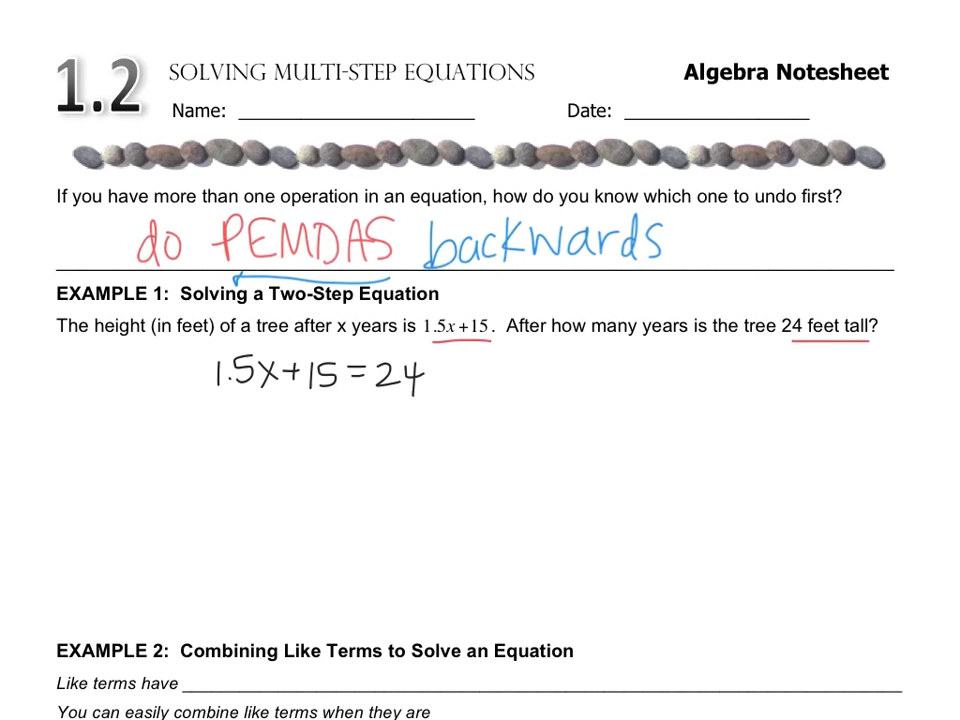 1.2 SOLVING MULTI-STEP EQUATIONS Algebra Notesheet
Name: ______________________ Date: _________________
If you have more than one operation in an equation, how do you know which one to undo first?
do PEMDAS backwards
EXAMPLE 1: Solving a Two-Step Equation
The height (in feet) of a tree after x years is 1.5x+15. After how many years is the tree 24 feet tall?
1.5x+15=24
EXAMPLE 2: Combining Like Terms to Solve an Equation
Like terms have ______________________
You can easily combine like terms when they are